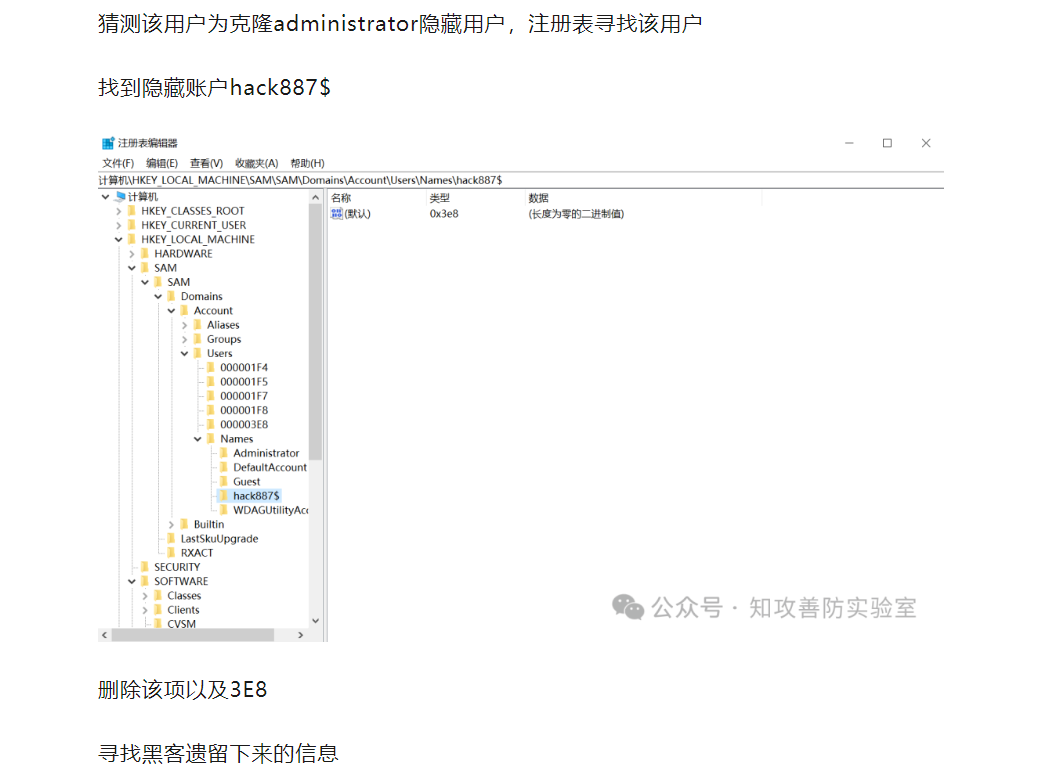 猜测该用户为克隆administrator隐藏用户，注册表寻找该用户
找到隐藏账户hack887$
注册表编辑器
文件(F) 编辑(E) 查看(V) 收藏夹(A) 帮助(H)
计算机\HKEY_LOCAL_MACHINE\SAM\SAM\Domains\Account\Users\Names\hack887$
计算机
名称 类型 数据
HKEY_CLASSES_ROOT
(默认) 0x3e8 (长度为零的二进制值)
HKEY_CURRENT_USER
HKEY_LOCAL_MACHINE
HARDWARE
SAM
SAM
Domains
Account
Aliases
Groups
Users
000001F4
000001F5
000001F7
000001F8
000003E8
Names
Administrator
DefaultAccount
Guest
hack887$
WDAGUtilityAcc
Builtin
LastSkuUpgrade
RXACT
SECURITY
SOFTWARE
Classes
Clients
CVSM
公众号 · 知攻善防实验室
删除该项以及3E8
寻找黑客遗留下来的信息